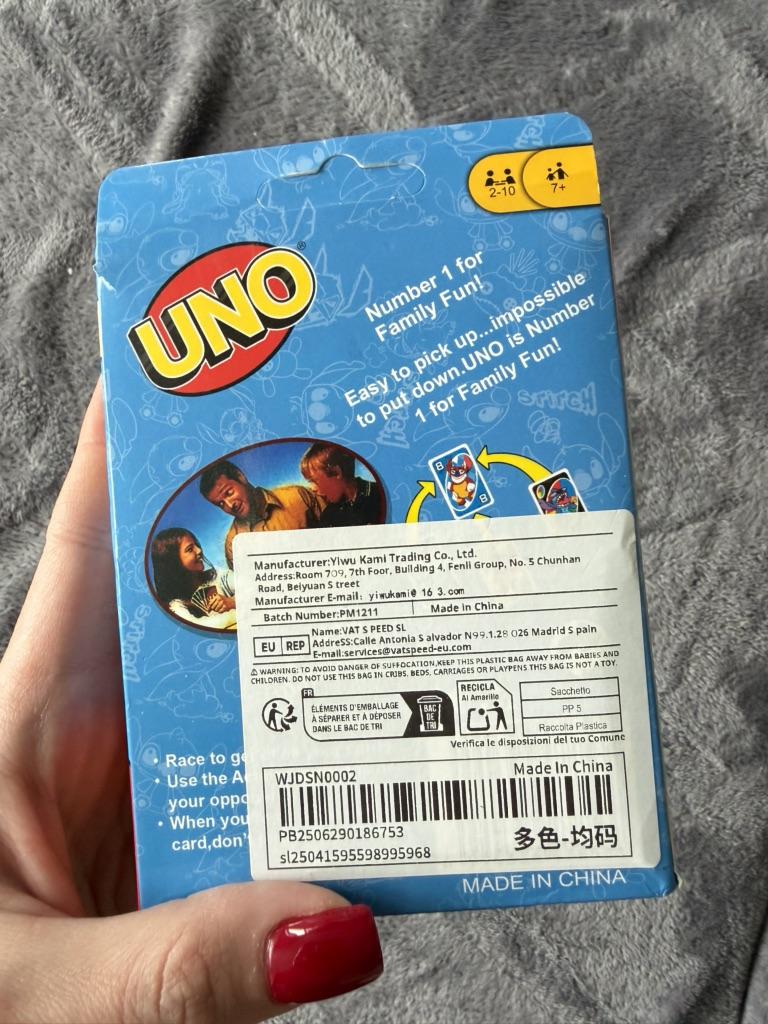 2-10
7+
UNO®
Number 1 for
Family Fun!
Easy to pick up...impossible
to put down.UNO is Number
1 for Family Fun!
B
B
Manufacturer:Yiwu Kami Trading Co., Ltd.
Address:Room 709, 7th Foor, Building 4, Fenli Group, No. 5 Chunhan
Road, Beiyuan S treet
Manufacturer E-mail: yiwukami@ 16 3.com
Batch Number:PM1211
Made in China
EU REP
Name:VAT S PEED SL
AddreSS:Calle Antonia S alvador N99.1.28 026 Madrid S pain
E-mail:services@vatspeed-eu.com
⚠ WARNING: TO AVOID DANGER OF SUFFOCATION,KEEP THIS PLASTIC BAG AWAY FROM BABIES AND
CHILDREN. DO NOT USE THIS BAG IN CRIBS, BEDS, CARRIAGES OR PLAYPENS THIS BAG IS NOT A TOY.
FR
ÉLÉMENTS D'EMBALLAGE
À SÉPARER ET À DÉPOSER
DANS LE BAC DE TRI
BAC
DE
TRI
RECICLA
Al Amarillo
Sacchetto
PP 5
Raccolta Plastica
Verifica le disposizioni del tuo Comune
• Race to ge
• Use the A
your oppo
• When you
card,don'
WJDSN0002
Made In China
PB2506290186753
sl25041595598995968
多色-均码
MADE IN CHINA